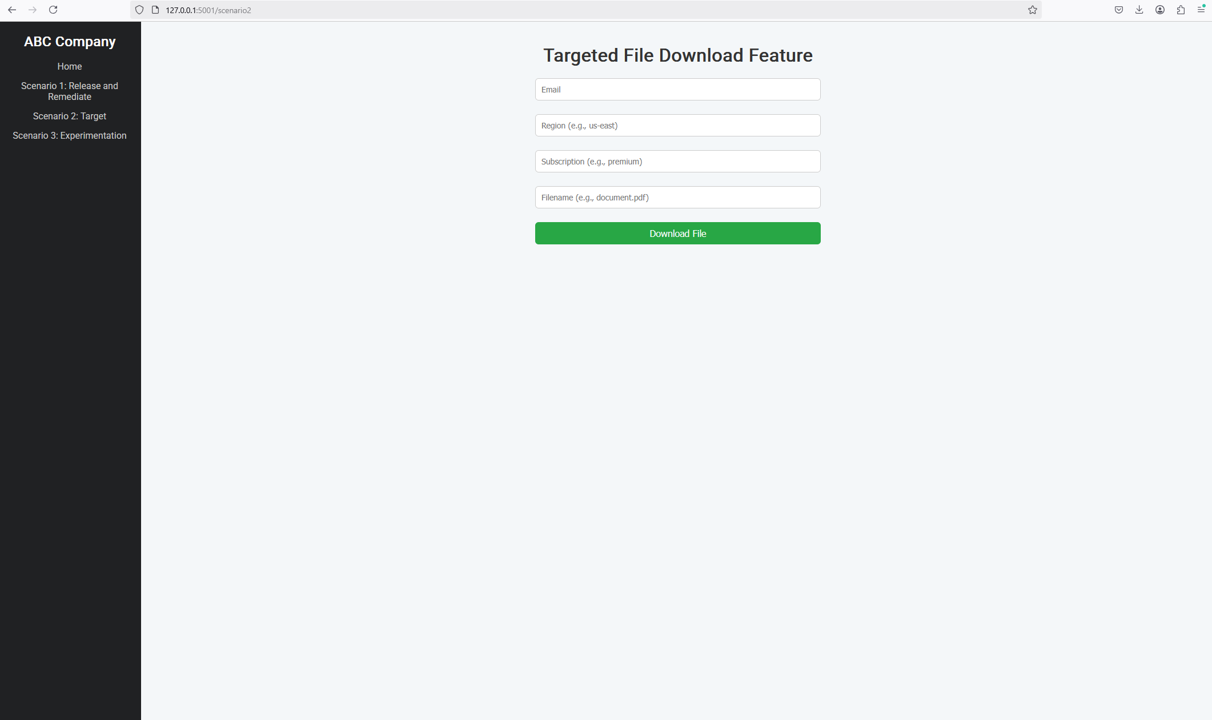 127.0.0.1:5001/scenario2
ABC Company
Home
Scenario 1: Release and
Remediate
Scenario 2: Target
Scenario 3: Experimentation
Targeted File Download Feature
Email
Region (e.g., us-east)
Subscription (e.g., premium)
Filename (e.g., document.pdf)
Download File